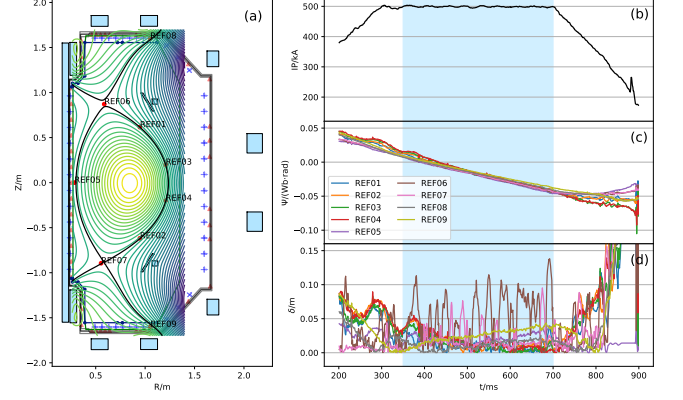 (a)
2.0
1.5
1.0
0.5
0.0
−0.5
−1.0
−1.5
−2.0
Z/m
REF08
REF06
REF01
REF03
REF05
REF04
REF02
REF07
REF09
0.5
1.0
1.5
2.0
R/m
(b)
500
400
300
200
IP/kA
(c)
0.05
0.00
−0.05
−0.10
Ψ/(Wb·rad)
REF01
REF02
REF03
REF04
REF05
REF06
REF07
REF08
REF09
(d)
0.15
0.10
0.05
0.00
δ/m
200
300
400
500
600
700
800
900
t/ms